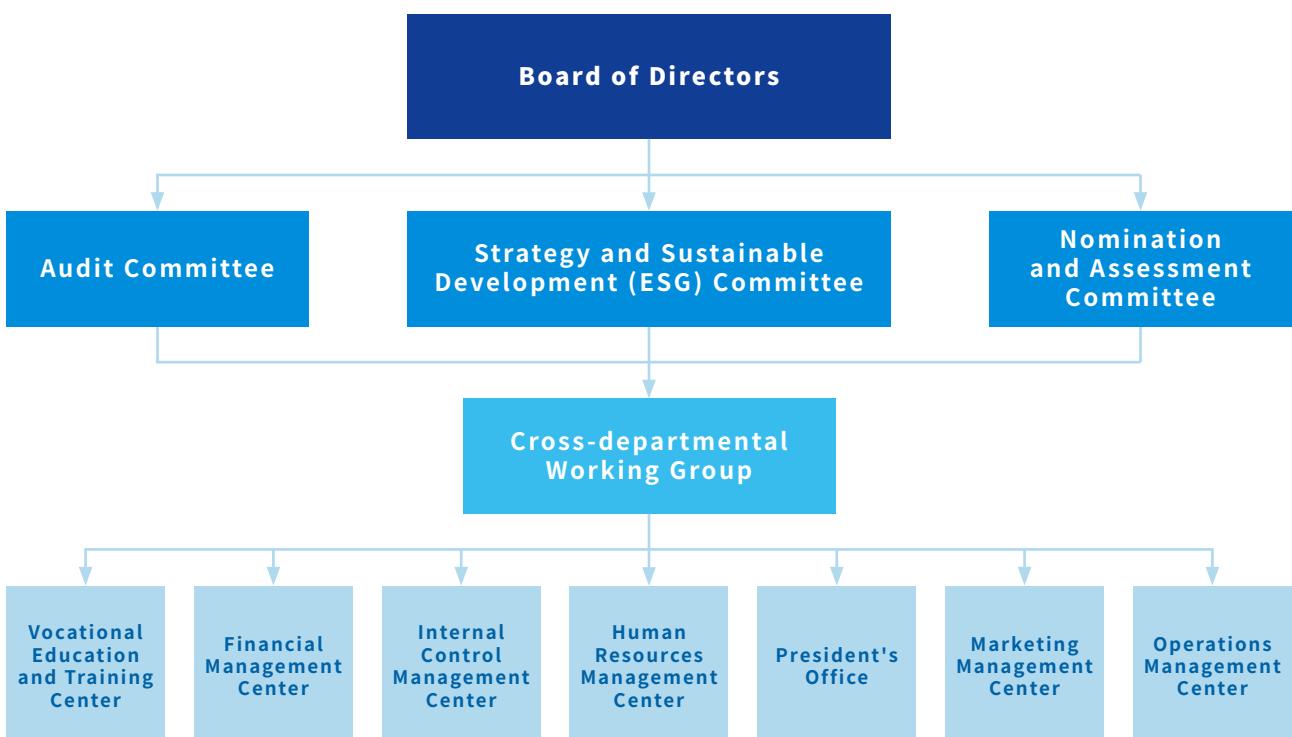 Board of Directors
Audit Committee
Strategy and Sustainable
Development (ESG) Committee
Nomination
and Assessment
Committee
Cross-departmental
Working Group
Vocational
Education
and Training
Center
Financial
Management
Center
Internal
Control
Management
Center
Human
Resources
Management
Center
President's
Office
Marketing
Management
Center
Operations
Management
Center